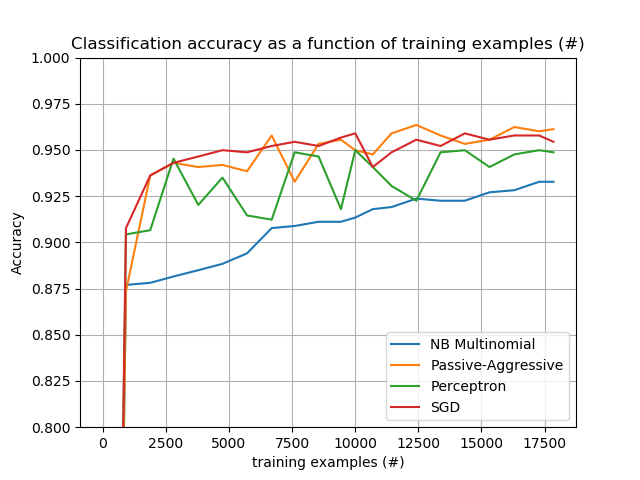 Classification accuracy as a function of training examples (#)
1.000
0.975
0.950
0.925
0.900
0.875
0.850
0.825
0.800
Accuracy
NB Multinomial
Passive-Aggressive
Perceptron
SGD
0 2500 5000 7500 10000 12500 15000 17500
training examples (#)